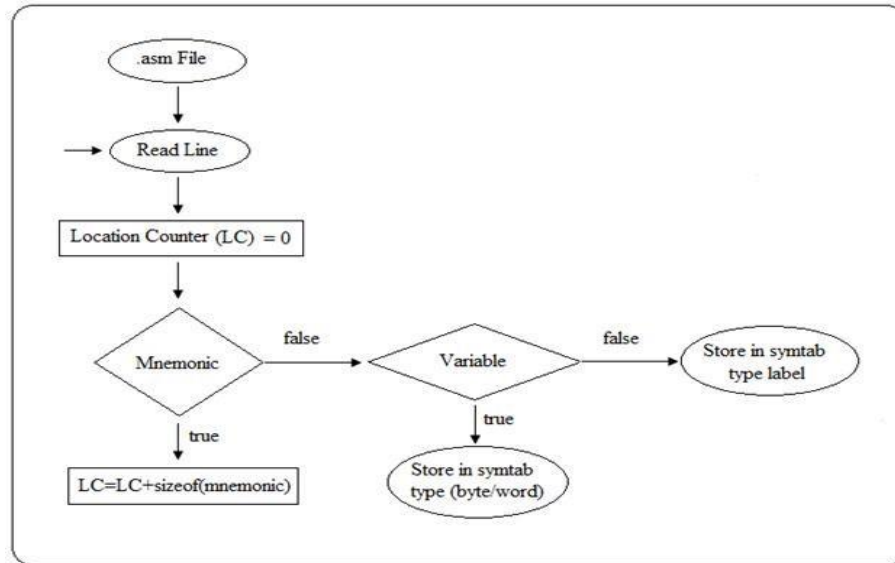 .asm File
Read Line
Location Counter (LC) = 0
Mnemonic
false
Variable
false
Store in symtab
type label
true
LC=LC+sizeof(mnemonic)
true
Store in symtab
type (byte/word)